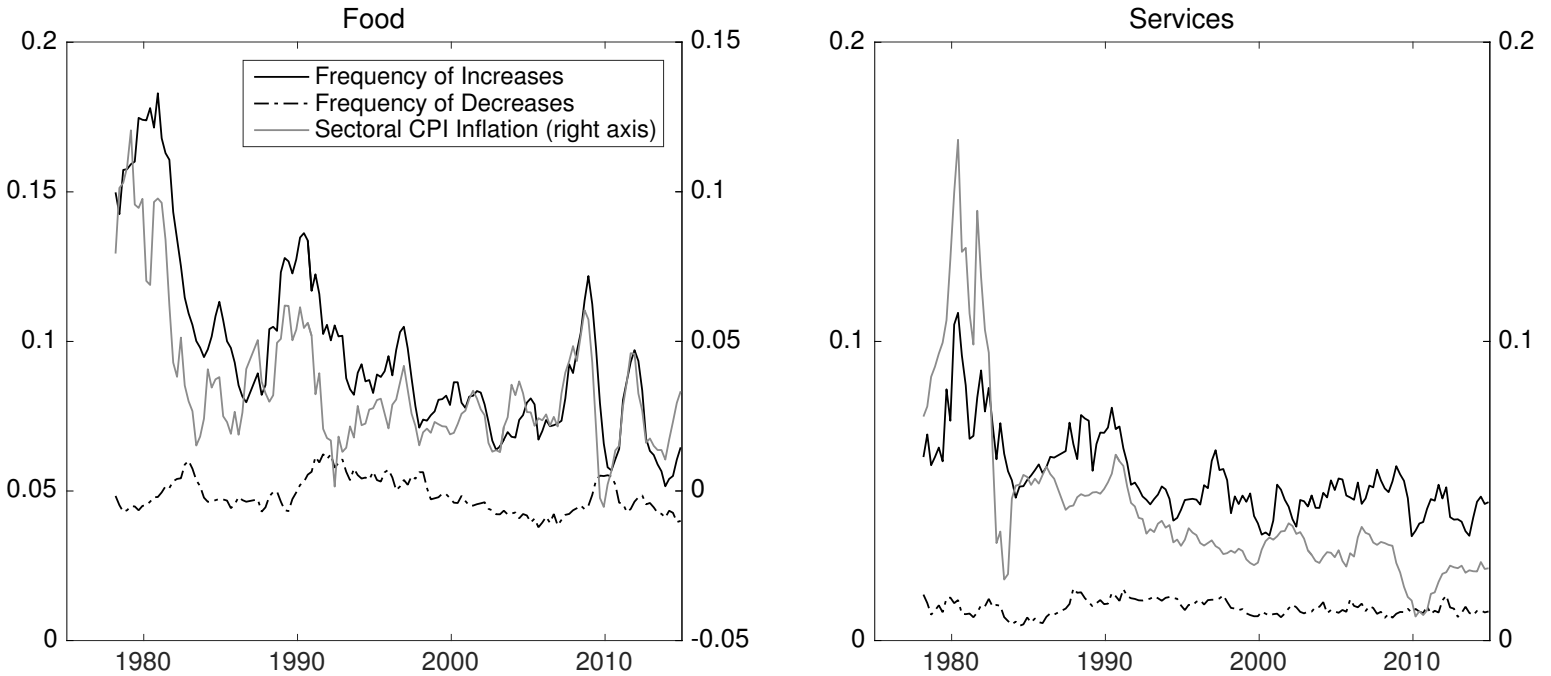 Food
0.2
0.15
0.1
0.05
0
0.15
0.1
0.05
0
-0.05
Frequency of Increases
Frequency of Decreases
Sectoral CPI Inflation (right axis)
1980 1990 2000 2010
Services
0.2
0.1
0
0.2
0.1
0
1980 1990 2000 2010